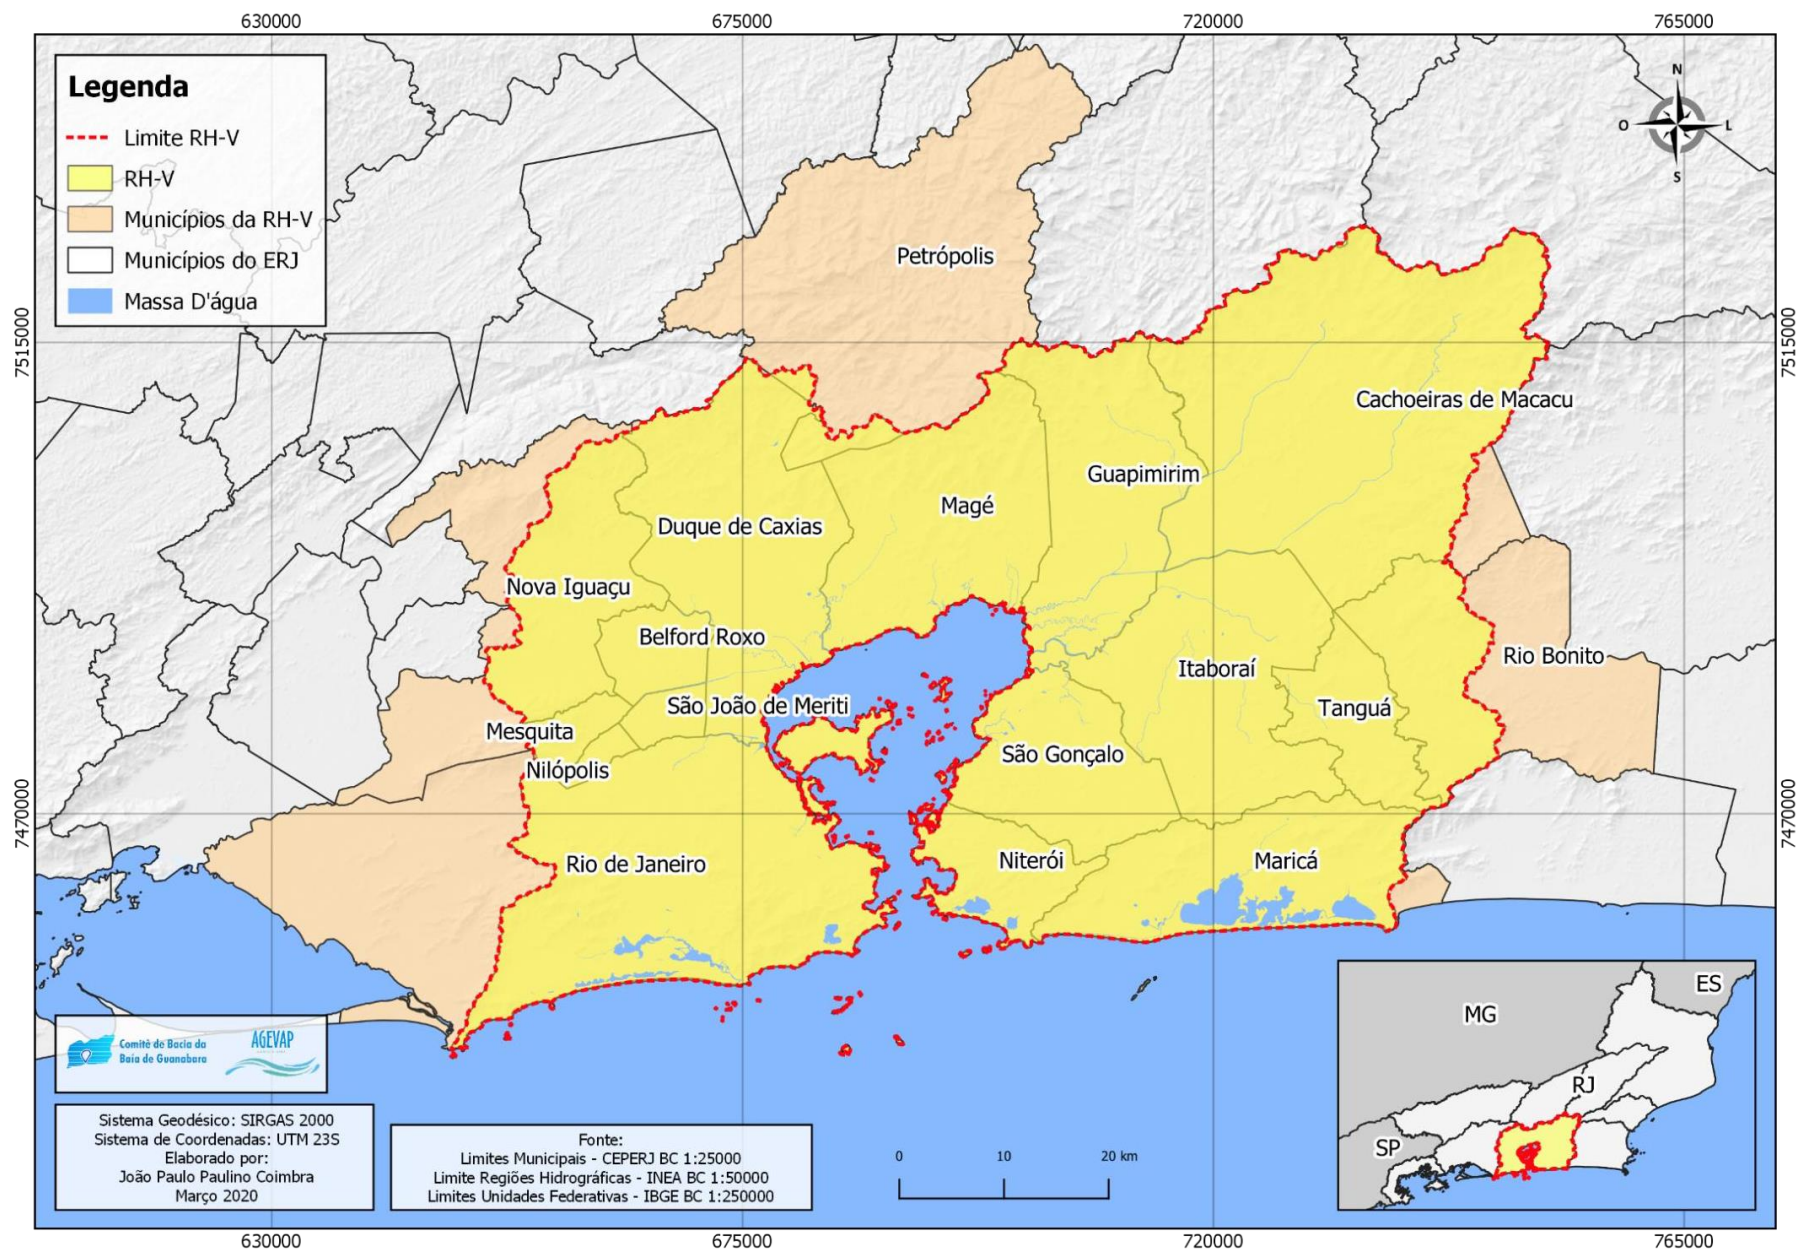 630000
675000
720000
765000
Legenda
Limite RH-V
RH-V
Municípios da RH-V
Municípios do ERJ
Massa D'água
N
O
L
S
7515000
7515000
Petrópolis
Cachoeiras de Macacu
Guapimirim
Magé
Duque de Caxias
Nova Iguaçu
Belford Roxo
Rio Bonito
Itaboraí
São João de Meriti
Tanguá
Mesquita
São Gonçalo
Nilópolis
7470000
7470000
Rio de Janeiro
Niterói
Maricá
MG
ES
RJ
SP
Comitê de Bacia da
Baía de Guanabara
AGEVAP
Sistema Geodésico: SIRGAS 2000
Sistema de Coordenadas: UTM 23S
Elaborado por:
João Paulo Paulino Coimbra
Março 2020
Fonte:
Limites Municipais - CEPERJ BC 1:25000
Limite Regiões Hidrográficas - INEA BC 1:50000
Limites Unidades Federativas - IBGE BC 1:250000
0
10
20 km
630000
675000
720000
765000